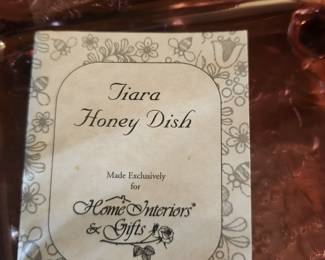 Tiara
Honey Dish
Made Exclusively
for
Home Interiors®
& Gifts